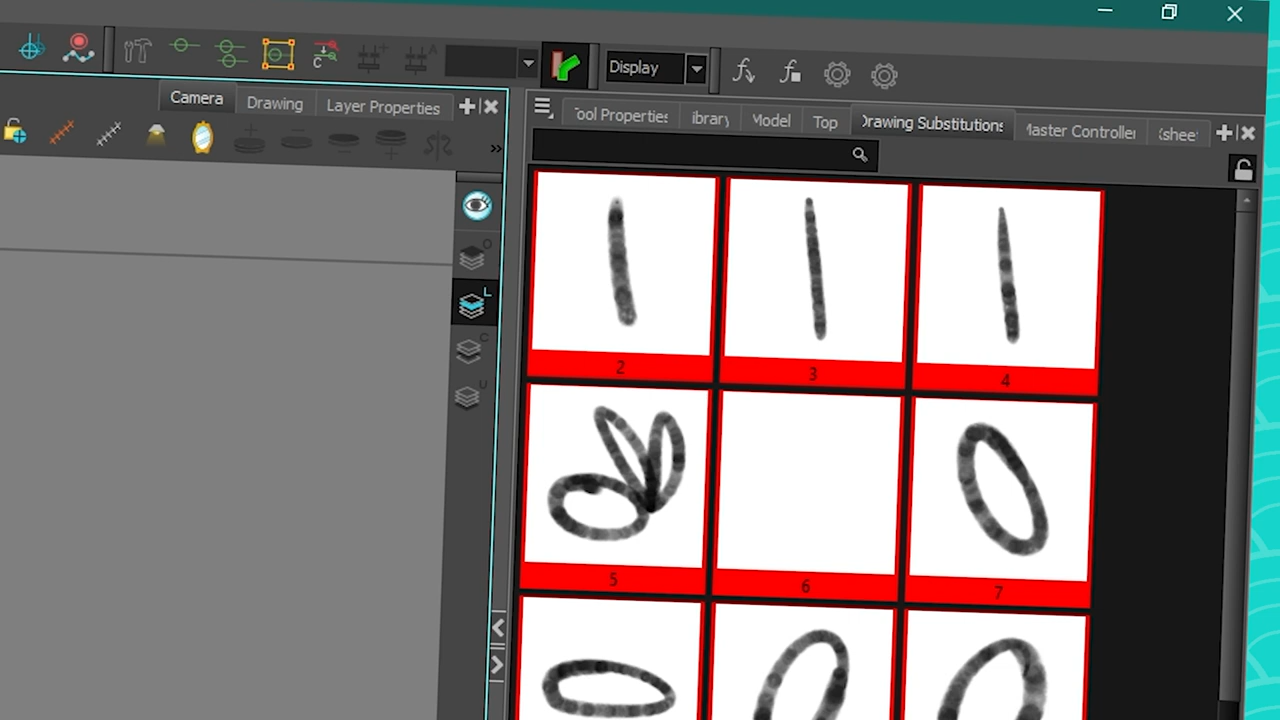 Display
Camera
Drawing
Layer Properties
Tool Properties
ibrary
Model
Top
Drawing Substitutions
Master Controller
Ksheet
O
L
C
U
2
3
4
5
6
7